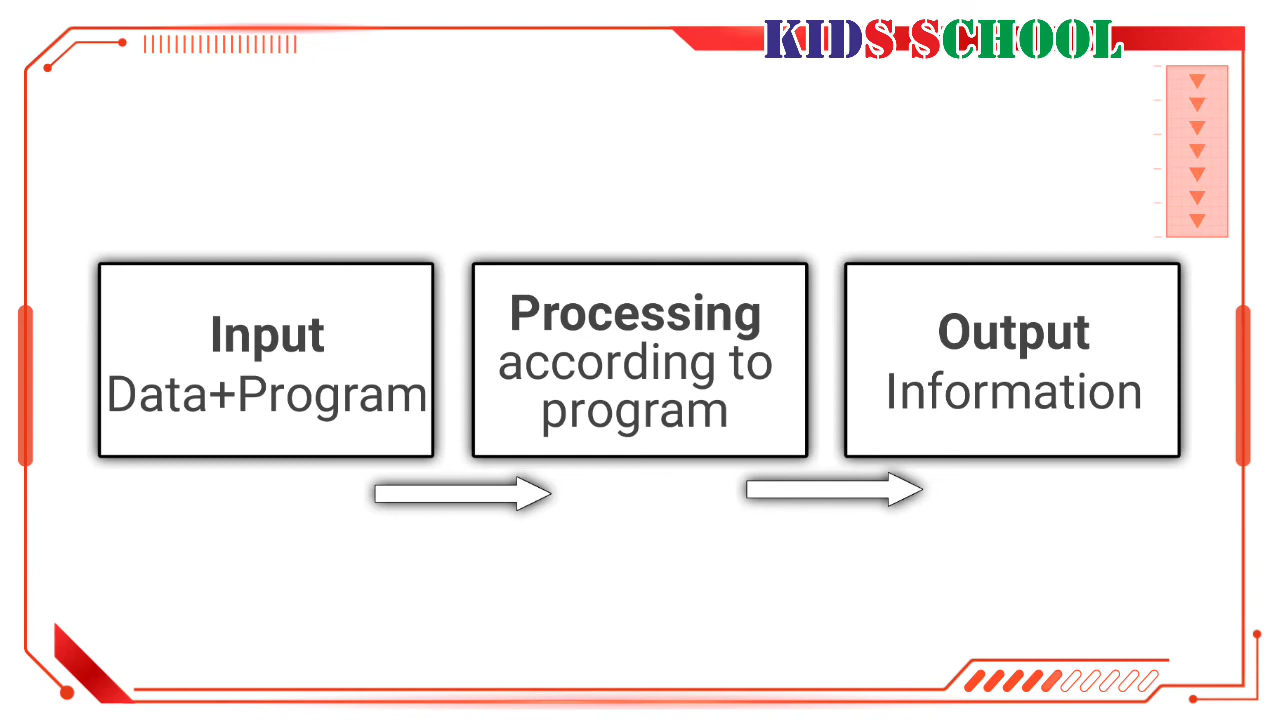 KIDS SCHOOL
Input
Data+Program
Processing
according to
program
Output
Information